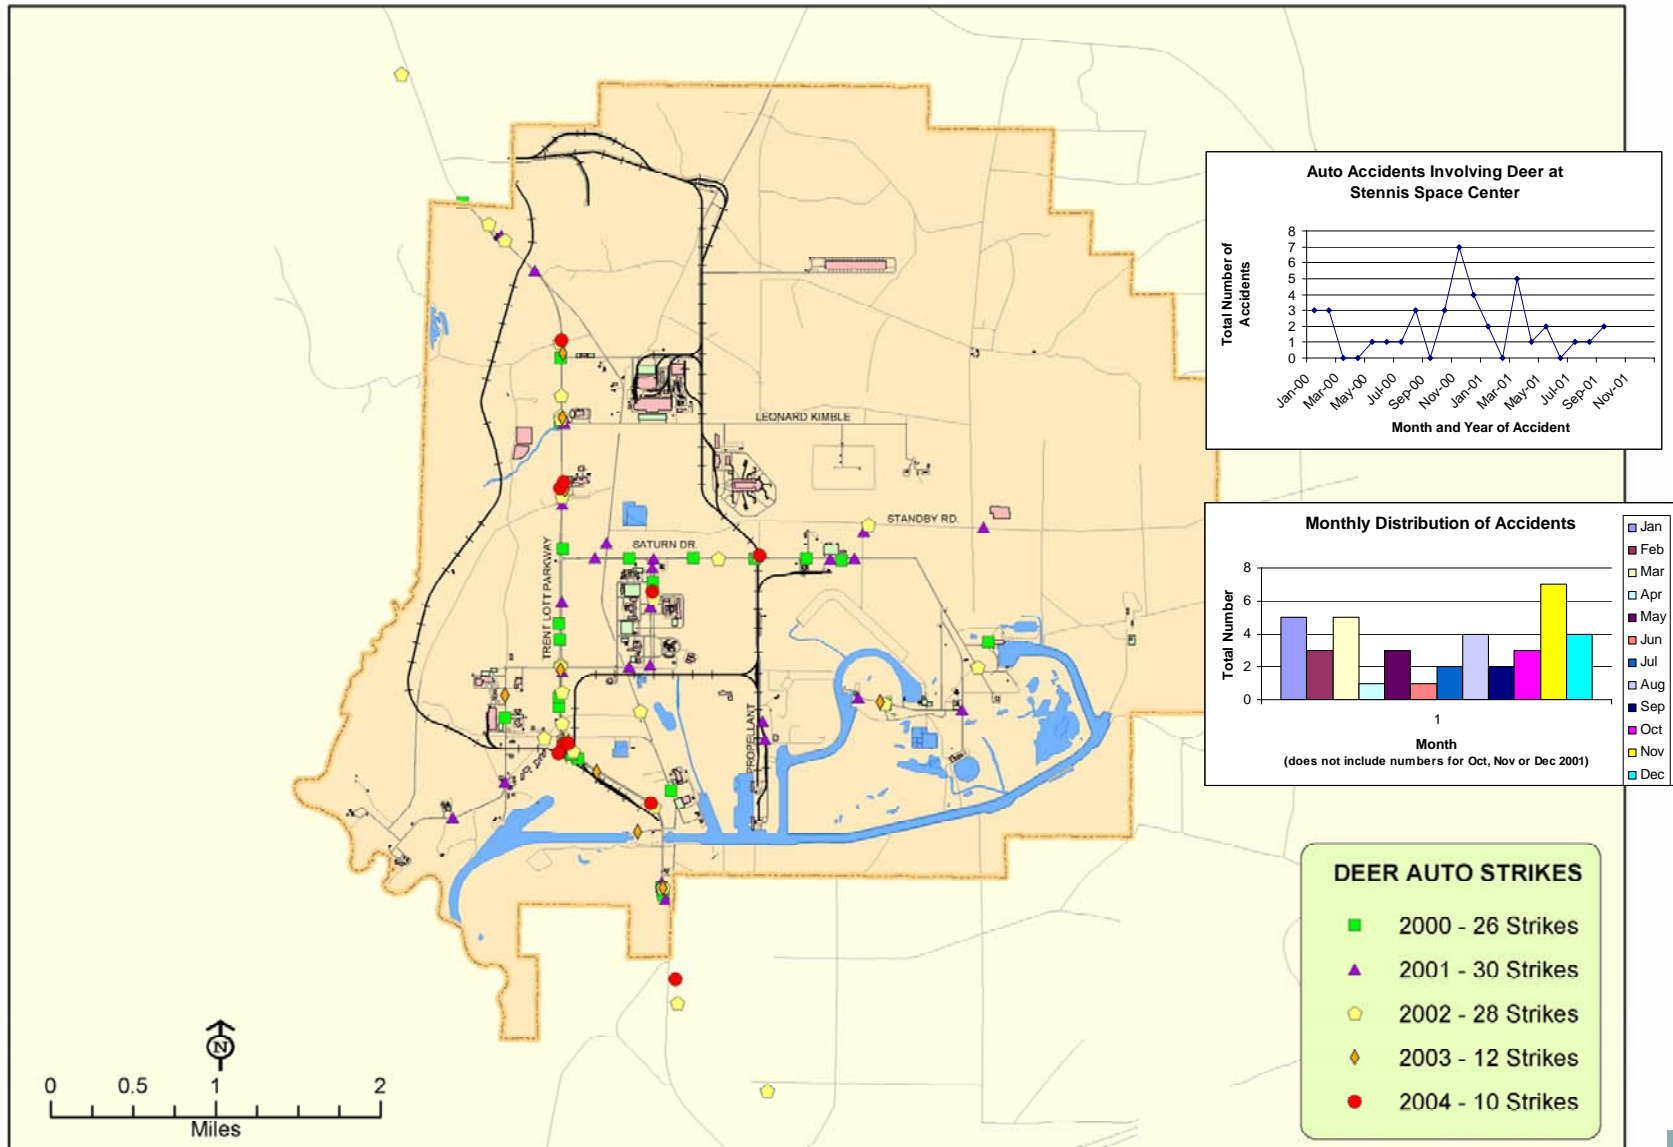 Auto Accidents Involving Deer at
Stennis Space Center
Total Number of
Accidents
8
7
6
5
4
3
2
1
0
Jan-00
Mar-00
May-00
Jul-00
Sep-00
Nov-00
Jan-01
Mar-01
May-01
Jul-01
Sep-01
Nov-01
Month and Year of Accident
LEONARD KIMBLE
STANDBY RD.
SATURN DR.
TRENT LOTT PARKWAY
PROPELLANT
Monthly Distribution of Accidents
Total Number
8
6
4
2
0
1
Month
(does not include numbers for Oct, Nov or Dec 2001)
Jan
Feb
Mar
Apr
May
Jun
Jul
Aug
Sep
Oct
Nov
Dec
DEER AUTO STRIKES
2000 - 26 Strikes
2001 - 30 Strikes
2002 - 28 Strikes
2003 - 12 Strikes
2004 - 10 Strikes
N
0 0.5 1 2
Miles